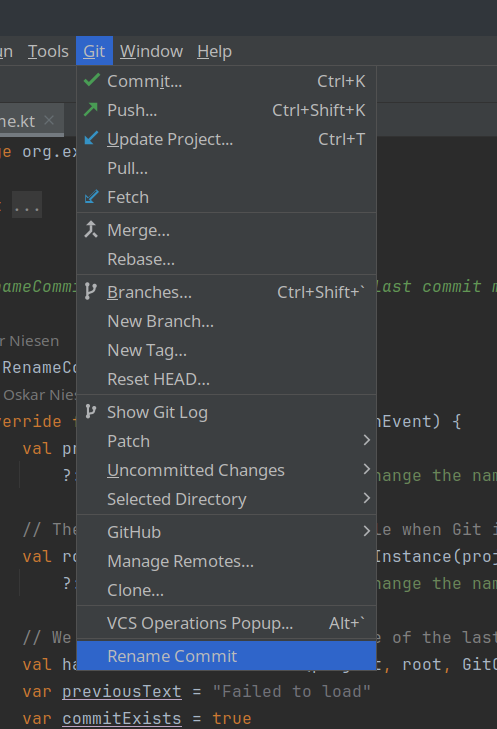 un Tools Git Window Help
Commit... Ctrl+K
ne.kt Push... Ctrl+Shift+K
Update Project... Ctrl+T
ge org.ex
Pull...
Fetch
...
Merge...
Rebase...
nameCommi Branches... Ctrl+Shift+` last commit m
New Branch...
r Niesen New Tag...
RenameCo Reset HEAD...
Oskar Nies
Show Git Log
verride nEvent) {
val pr Patch
?: Uncommitted Changes hange the nam
Selected Directory
// The GitHub le when Git i
val ro Manage Remotes... Instance(proj
?: Clone... hange the nam
VCS Operations Popup... Alt+`
// We e of the last
val ha Rename Commit , root, GitC
var previousText = "Failed to load"
var commitExists = true